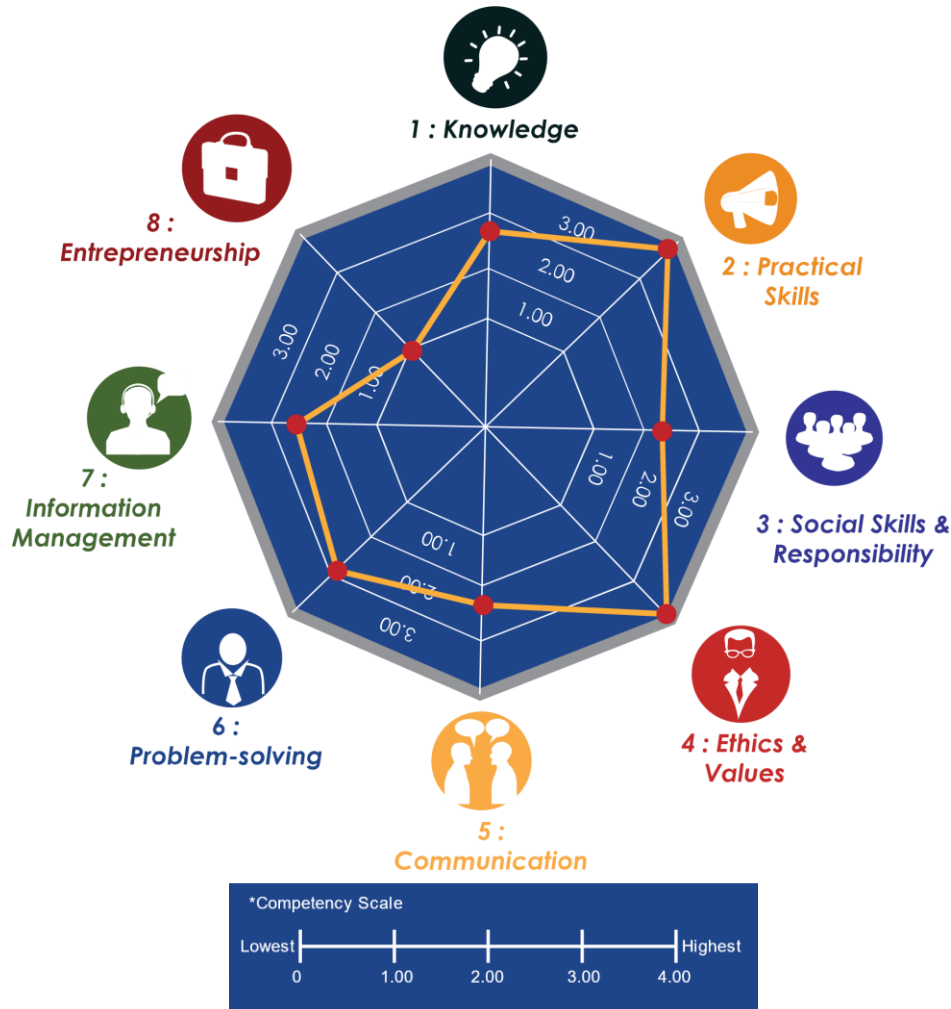 1 : Knowledge
2 : Practical
Skills
3 : Social Skills &
Responsibility
4 : Ethics &
Values
5 :
Communication
6 :
Problem-solving
7 :
Information
Management
8 :
Entrepreneurship
3.00
2.00
1.00
1.00
2.00
3.00
1.00
2.00
3.00
3.00
2.00
1.00
*Competency Scale
Lowest Highest
0 1.00 2.00 3.00 4.00